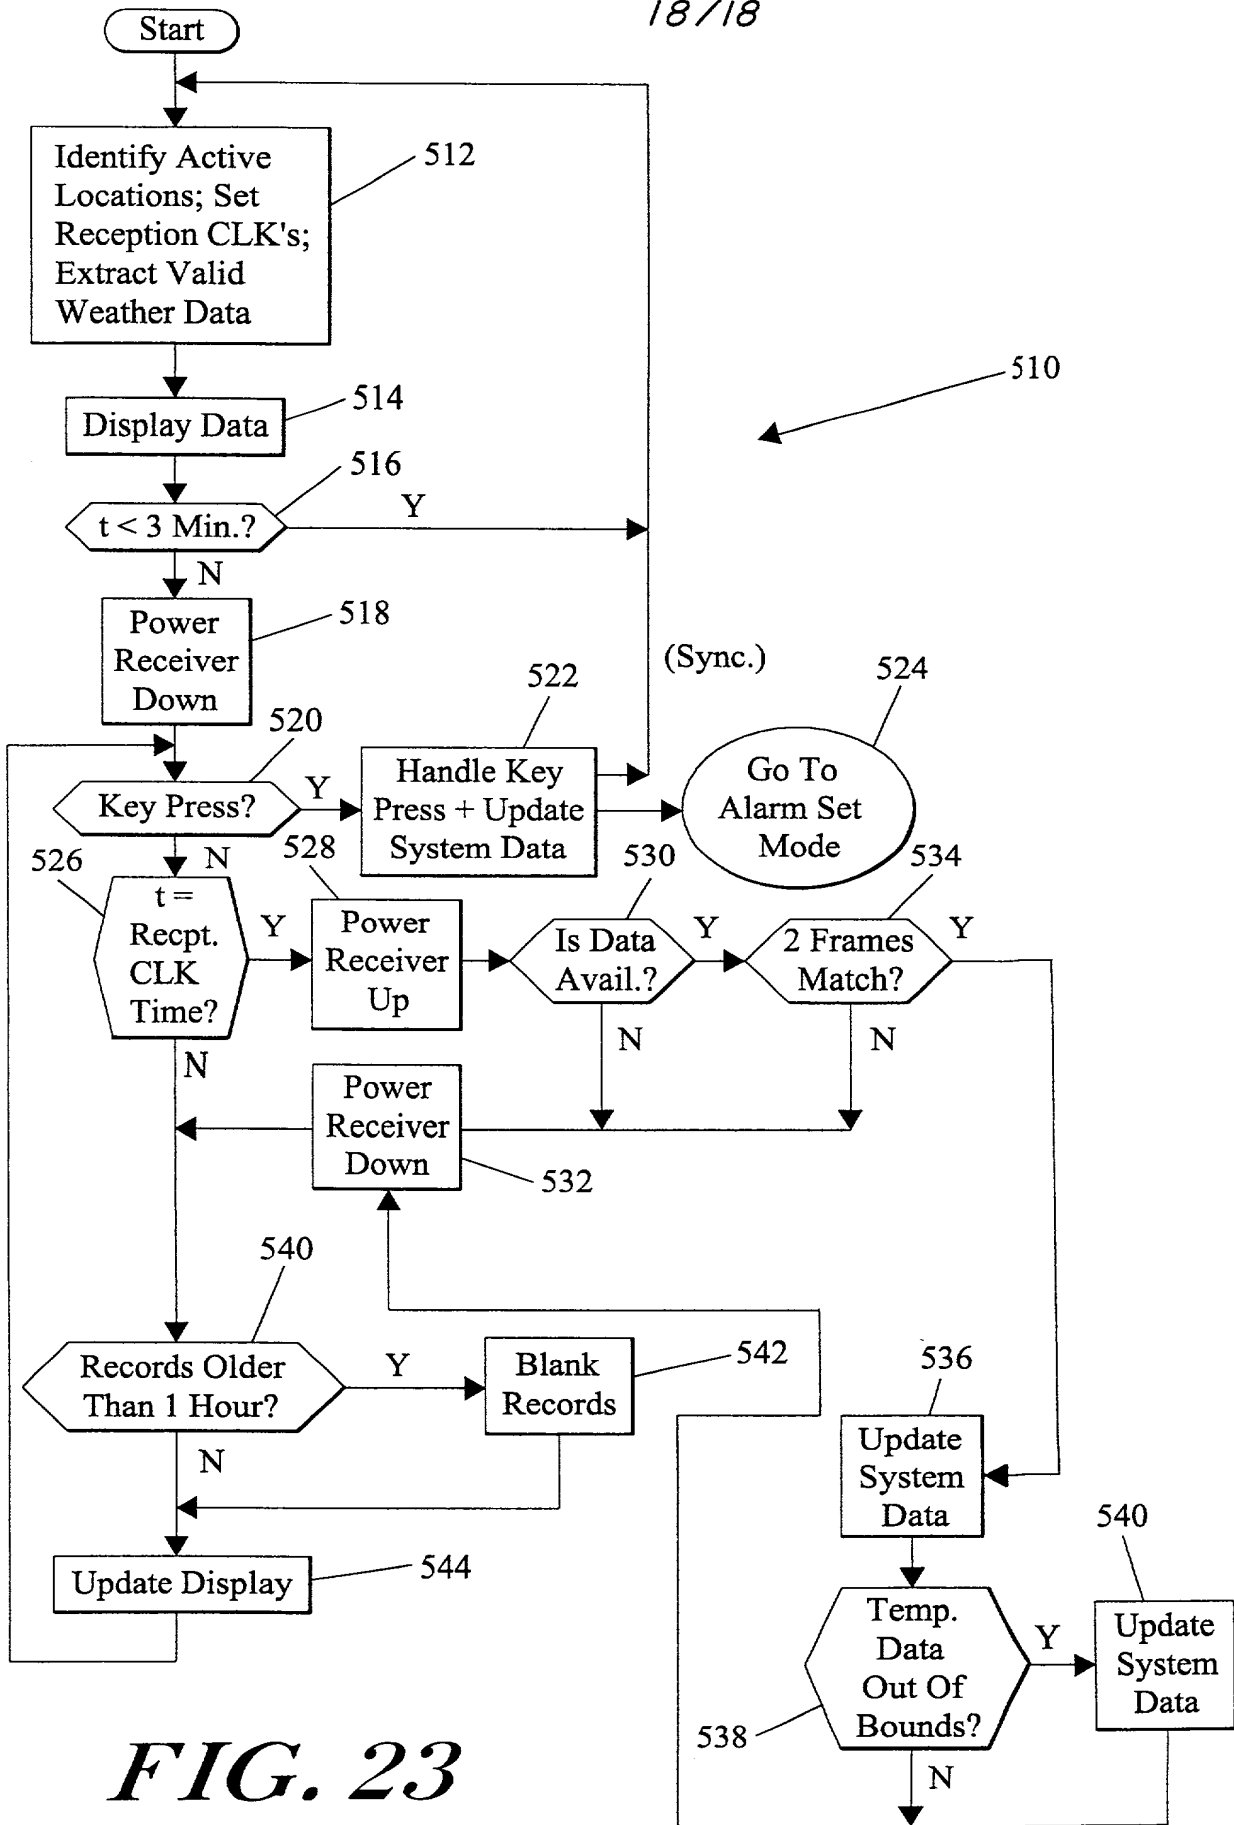 18/18
Start
Identify Active
Locations; Set
Reception CLK's;
Extract Valid
Weather Data
512
510
Display Data
514
t < 3 Min.?
516
Y
N
Power
Receiver
Down
518
(Sync.)
Key Press?
520
Y
N
Handle Key
Press + Update
System Data
522
Go To
Alarm Set
Mode
524
t =
Recpt.
CLK
Time?
526
Y
N
Power
Receiver
Up
528
Is Data
Avail.?
530
Y
N
2 Frames
Match?
534
Y
N
Power
Receiver
Down
532
Records Older
Than 1 Hour?
540
Y
N
Blank
Records
542
Update
System
Data
536
Update Display
544
Temp.
Data
Out Of
Bounds?
538
Y
N
Update
System
Data
540
FIG. 23